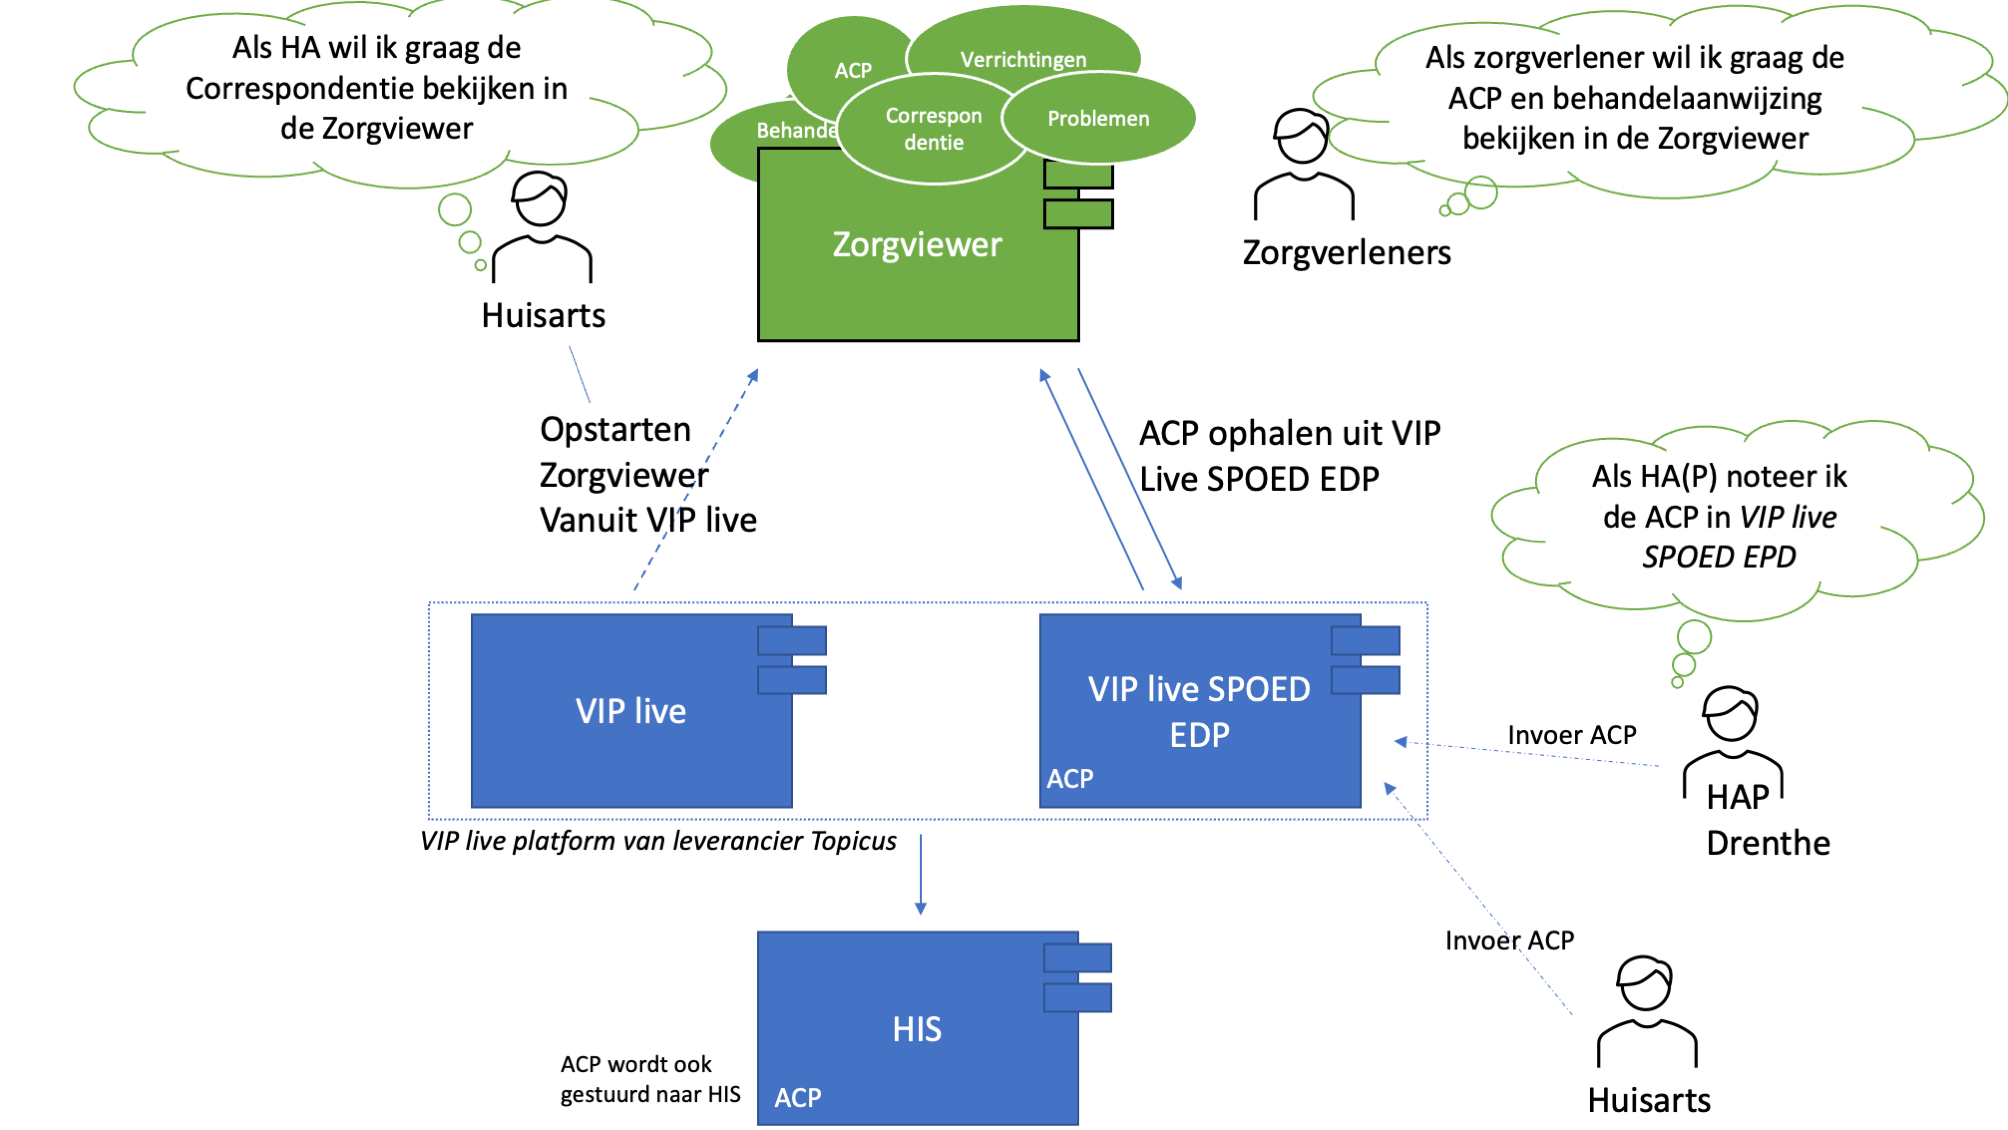 Als HA wil ik graag de
Correspondentie bekijken in
de Zorgviewer
ACP
Verrichtingen
Behande
Correspon
dentie
Problemen
Als zorgverlener wil ik graag de
ACP en behandelaanwijzing
bekijken in de Zorgviewer
Zorgviewer
Zorgverleners
Huisarts
Opstarten
Zorgviewer
Vanuit VIP live
ACP ophalen uit VIP
Live SPOED EDP
Als HA(P) noteer ik
de ACP in VIP live
SPOED EPD
VIP live
VIP live SPOED
EDP
ACP
Invoer ACP
HAP
Drenthe
VIP live platform van leverancier Topicus
Invoer ACP
HIS
ACP wordt ook
gestuurd naar HIS
ACP
Huisarts